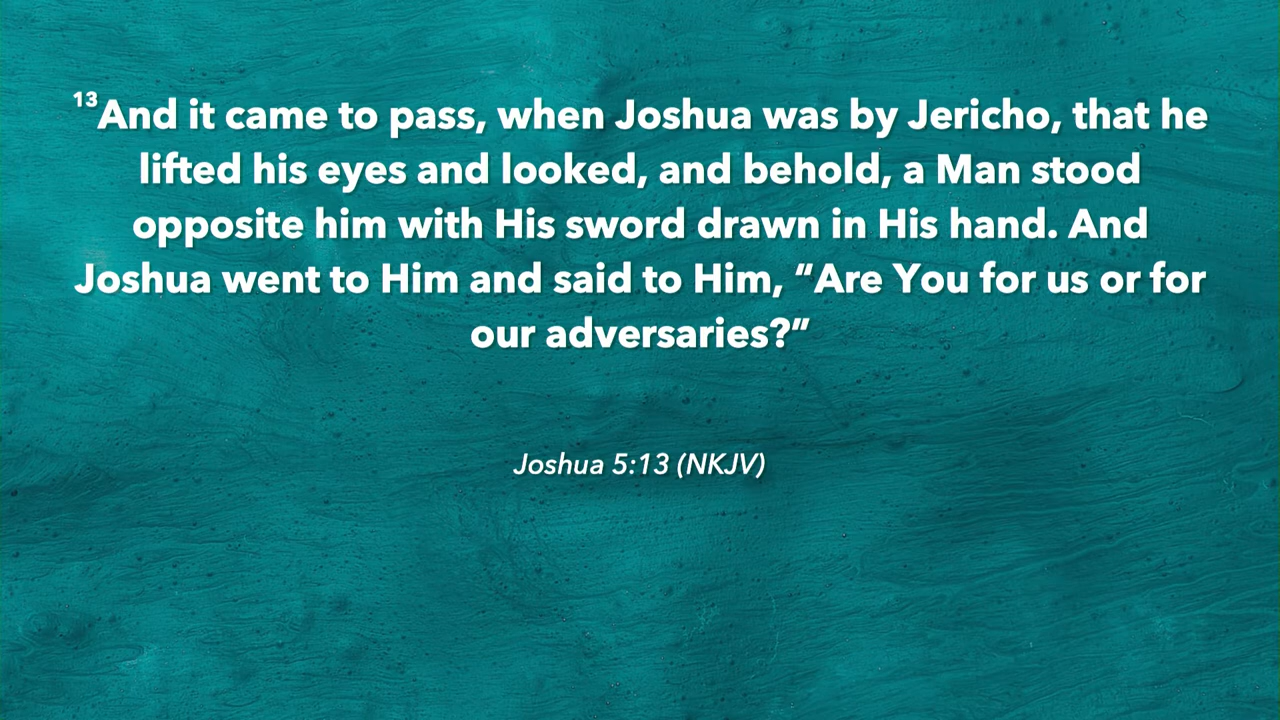 ¹³And it came to pass, when Joshua was by Jericho, that he
lifted his eyes and looked, and behold, a Man stood
opposite him with His sword drawn in His hand. And
Joshua went to Him and said to Him, “Are You for us or for
our adversaries?”
Joshua 5:13 (NKJV)